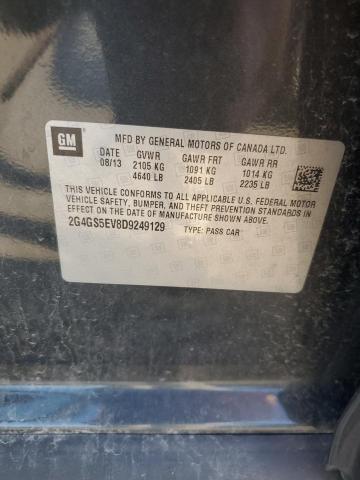 GM
MFD BY GENERAL MOTORS OF CANADA LTD.
DATE GVWR GAWR FRT GAWR RR
08/13 2105 KG 1091 KG 1014 KG
4640 LB 2405 LB 2235 LB
THIS VEHICLE CONFORMS TO ALL APPLICABLE U.S. FEDERAL MOTOR
VEHICLE SAFETY, BUMPER, AND THEFT PREVENTION STANDARDS
IN EFFECT ON THE DATE OF MANUFACTURE SHOWN ABOVE.
2G4GS5EV8D9249129 TYPE: PASS CAR